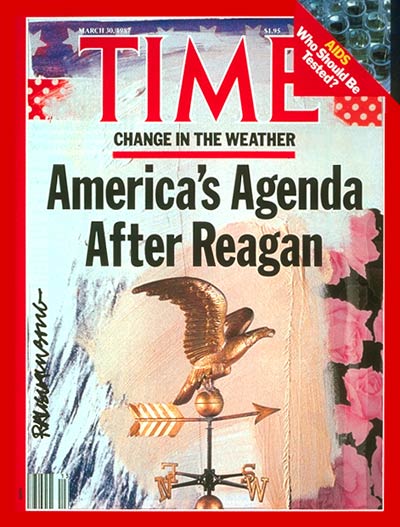 MARCH 30, 1987
$1.95
AIDS
Who Should Be
Tested?
TIME
CHANGE IN THE WEATHER
America's Agenda
After Reagan
N
E
S
W